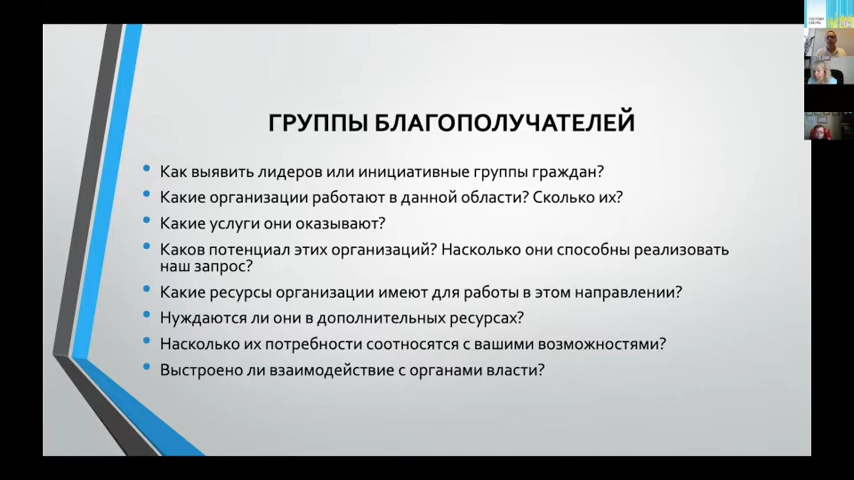 ГРУППЫ БЛАГОПОЛУЧАТЕЛЕЙ
Как выявить лидеров или инициативные группы граждан?
Какие организации работают в данной области? Сколько их?
Какие услуги они оказывают?
Каков потенциал этих организаций? Насколько они способны реализовать
наш запрос?
Какие ресурсы организации имеют для работы в этом направлении?
Нуждаются ли они в дополнительных ресурсах?
Насколько их потребности соотносятся с вашими возможностями?
Выстроено ли взаимодействие с органами власти?